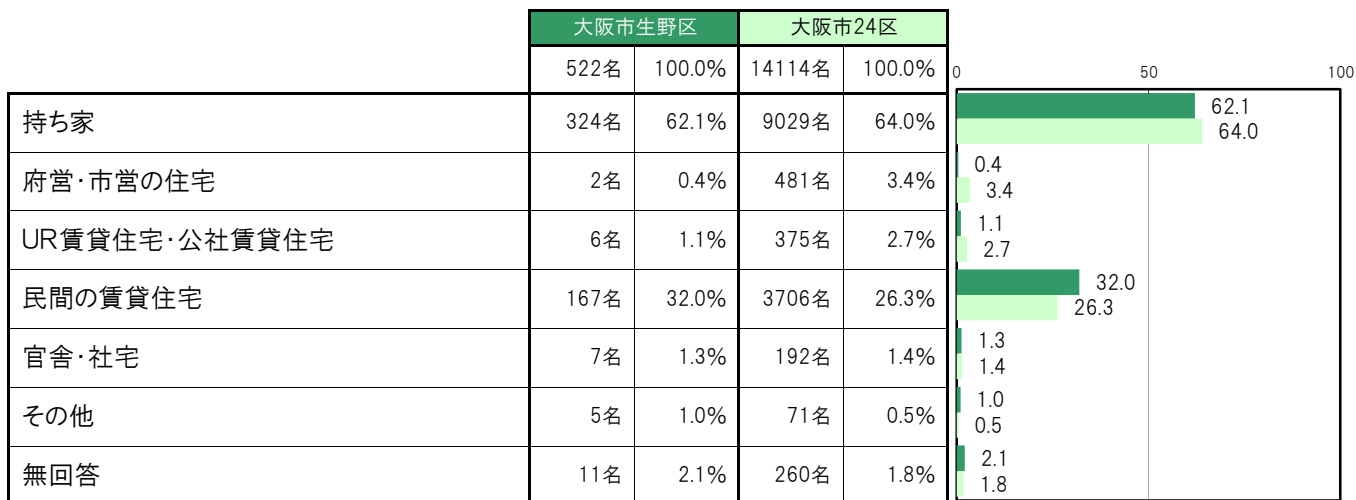 大阪市生野区 大阪市24区
522名 100.0% 14114名 100.0% 0 50 100
持ち家 324名 62.1% 9029名 64.0% 62.1
64.0
府営・市営の住宅 2名 0.4% 481名 3.4% 0.4
3.4
UR賃貸住宅・公社賃貸住宅 6名 1.1% 375名 2.7% 1.1
2.7
民間の賃貸住宅 167名 32.0% 3706名 26.3% 32.0
26.3
官舎・社宅 7名 1.3% 192名 1.4% 1.3
1.4
その他 5名 1.0% 71名 0.5% 1.0
0.5
無回答 11名 2.1% 260名 1.8% 2.1
1.8